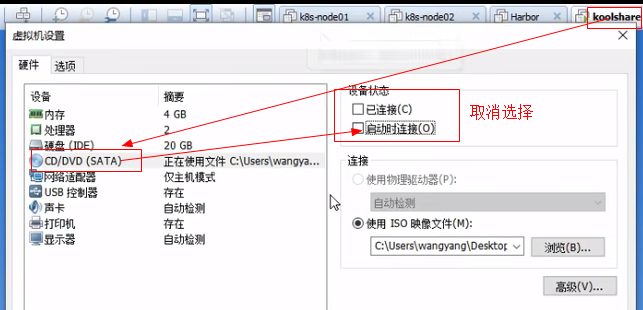 k8s-node01
k8s-node02
Harbor
koolshare
虚拟机设置
硬件
选项
设备
摘要
内存
4 GB
处理器
2
硬盘 (IDE)
20 GB
CD/DVD (SATA)
正在使用文件 C:\Users\wangya...
网络适配器
仅主机模式
USB 控制器
存在
声卡
自动检测
打印机
存在
显示器
自动检测
设备状态
已连接(C)
启动时连接(O)
取消选择
连接
使用物理驱动器(P):
自动检测
使用 ISO 映像文件(M):
C:\Users\wangyang\Desktop
浏览(B)...
高级(V)...